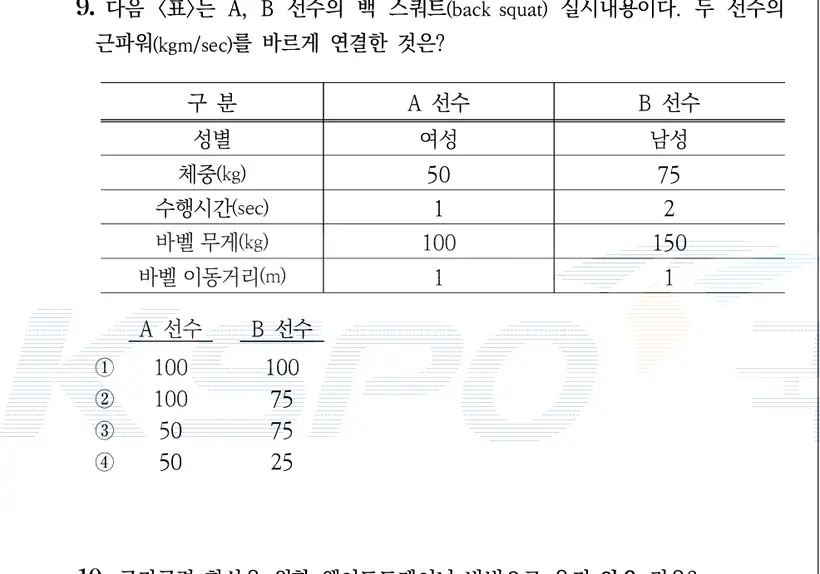 9. 다음 <표>는 A, B 선수의 백 스쿼트(back squat) 실시내용이다. 두 선수의
근파워(kgm/sec)를 바르게 연결한 것은?
구 분 A 선수 B 선수
성별 여성 남성
체중(kg) 50 75
수행시간(sec) 1 2
바벨 무게(kg) 100 150
바벨 이동거리(m) 1 1
A 선수 B 선수
① 100 100
② 100 75
③ 50 75
④ 50 25
KSPO
10.